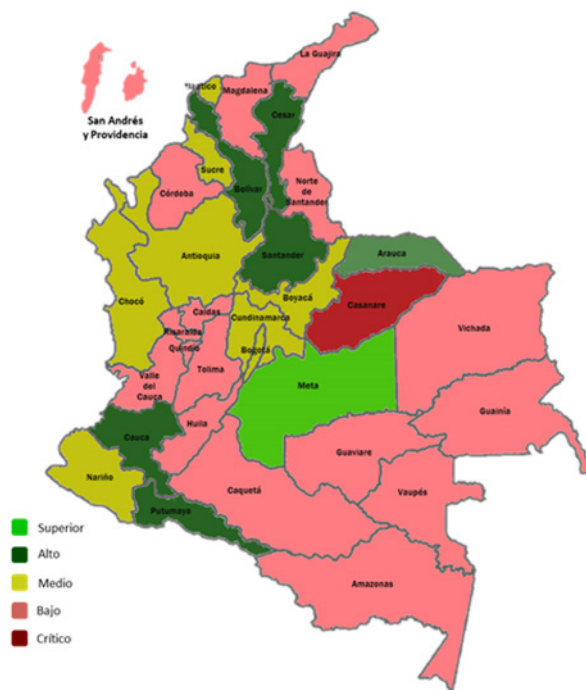 La Guajira
Magdalena
Cesar
San Andrés
y Providencia
Sucre
Córdoba
Bolívar
Norte
de
Santander
Antioquia
Santander
Arauca
Chocó
Boyacá
Casanare
Caldas
Cundinamarca
Risaralda
Quindío
Bogotá
Vichada
Valle
del
Cauca
Tolima
Meta
Guainía
Cauca
Huila
Guaviare
Nariño
Caquetá
Vaupés
Putumayo
Amazonas
Superior
Alto
Medio
Bajo
Crítico